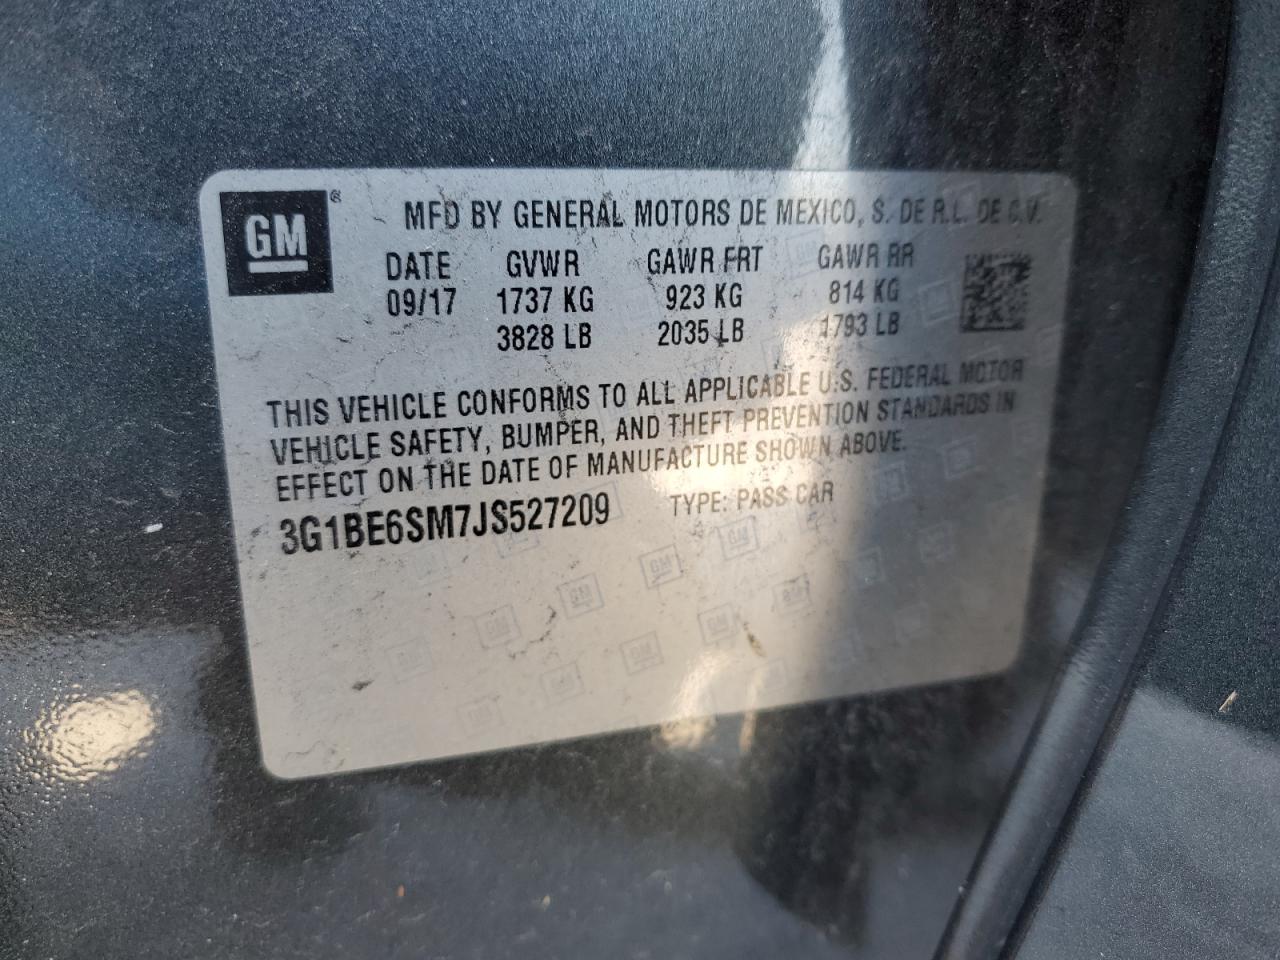 GM ® MFD BY GENERAL MOTORS DE MEXICO, S. DE R.L. DE C.V.
DATE GVWR GAWR FRT GAWR RR
09/17 1737 KG 923 KG 814 KG
3828 LB 2035 LB 1793 LB
THIS VEHICLE CONFORMS TO ALL APPLICABLE U.S. FEDERAL MOTOR
VEHICLE SAFETY, BUMPER, AND THEFT PREVENTION STANDARDS IN
EFFECT ON THE DATE OF MANUFACTURE SHOWN ABOVE.
3G1BE6SM7JS527209 TYPE: PASS CAR